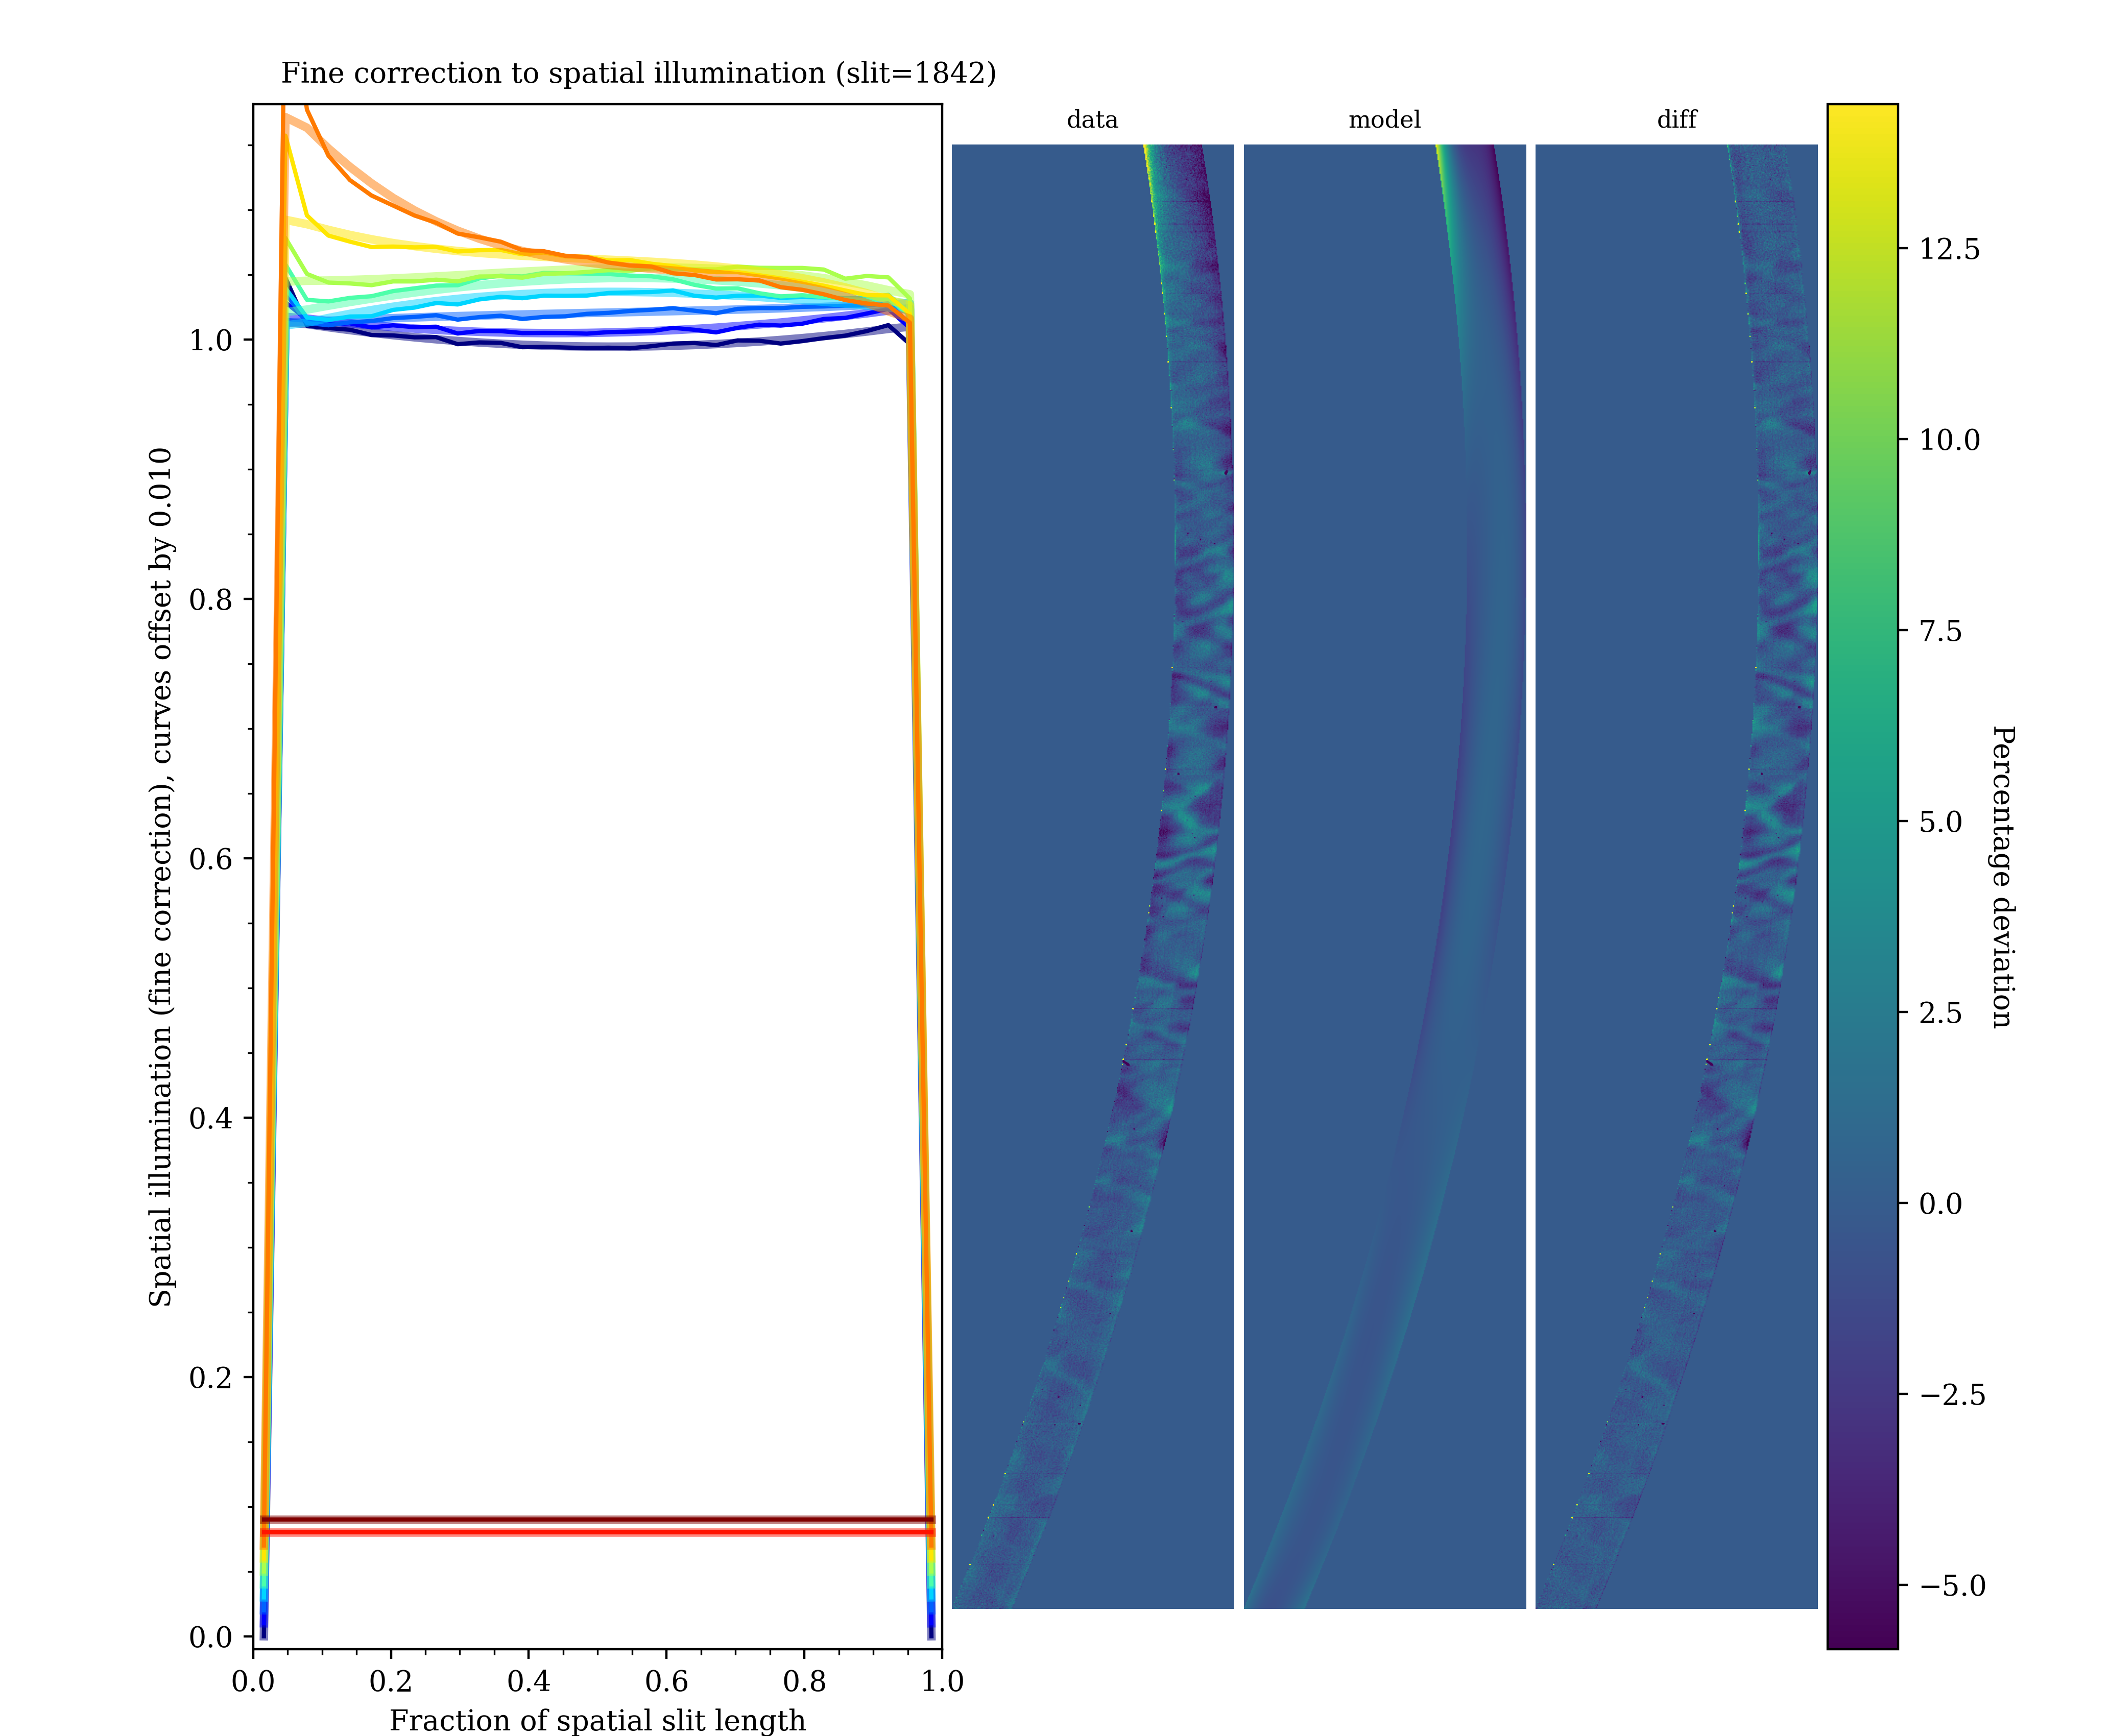 Fine correction to spatial illumination (slit=1842)
data
model
diff
Spatial illumination (fine correction), curves offset by 0.010
1.0
0.8
0.6
0.4
0.2
0.0
0.0 0.2 0.4 0.6 0.8 1.0
Fraction of spatial slit length
12.5
10.0
7.5
5.0
2.5
0.0
−2.5
−5.0
Percentage deviation